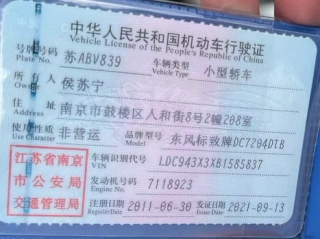 中华人民共和国机动车行驶证
Vehicle License of the People's Republic of China
号牌号码 苏ABV839 车辆类型 小型轿车
Plate No. Vehicle Type
所有人 侯苏宁
Owner
住址 南京市鼓楼区人和街8号2幢208室
Address
使用性质 非营运 品牌型号 东风标致牌DC7204DTB
Use Character Model
江苏省南京市公安局交通管理局
车辆识别代号 LDC943X3XB1585837
VIN
发动机号码 7118923
Engine No.
注册日期 2011-06-30 发证日期 2021-09-13
Register Date Issue Date